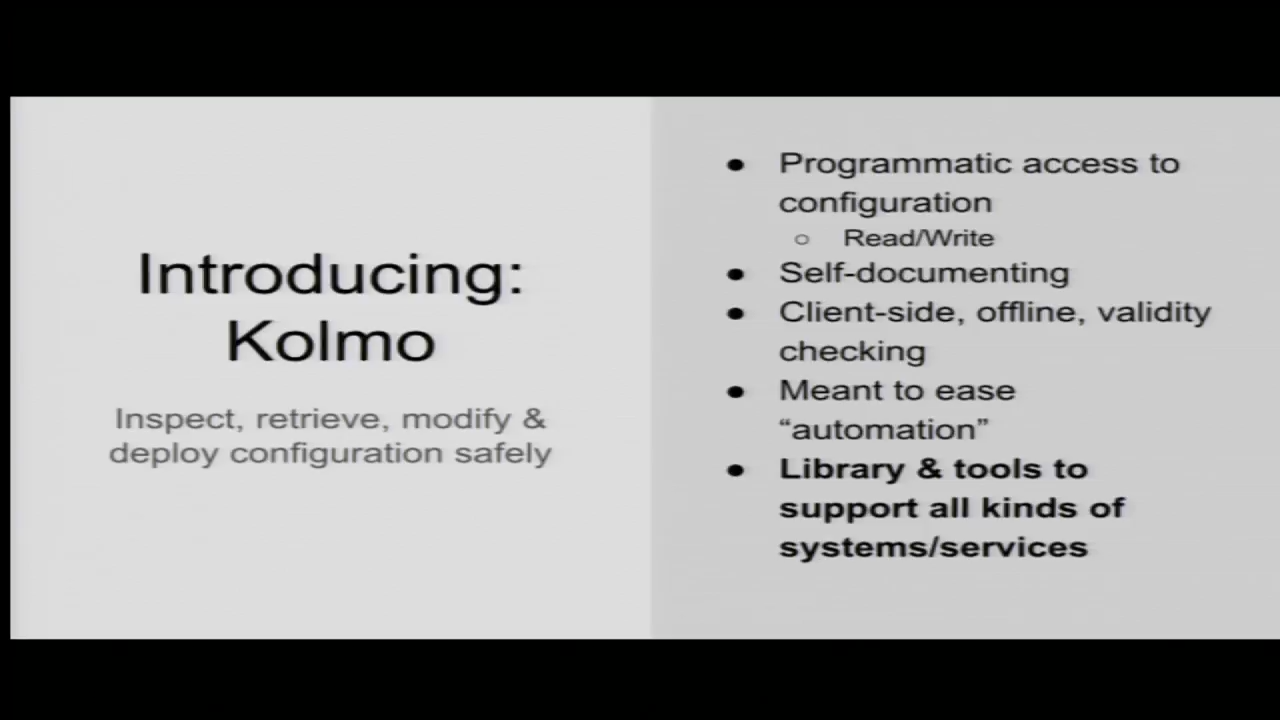 Introducing:
Kolmo
Inspect, retrieve, modify &
deploy configuration safely
● Programmatic access to
configuration
○ Read/Write
● Self-documenting
● Client-side, offline, validity
checking
● Meant to ease
“automation”
● Library & tools to
support all kinds of
systems/services